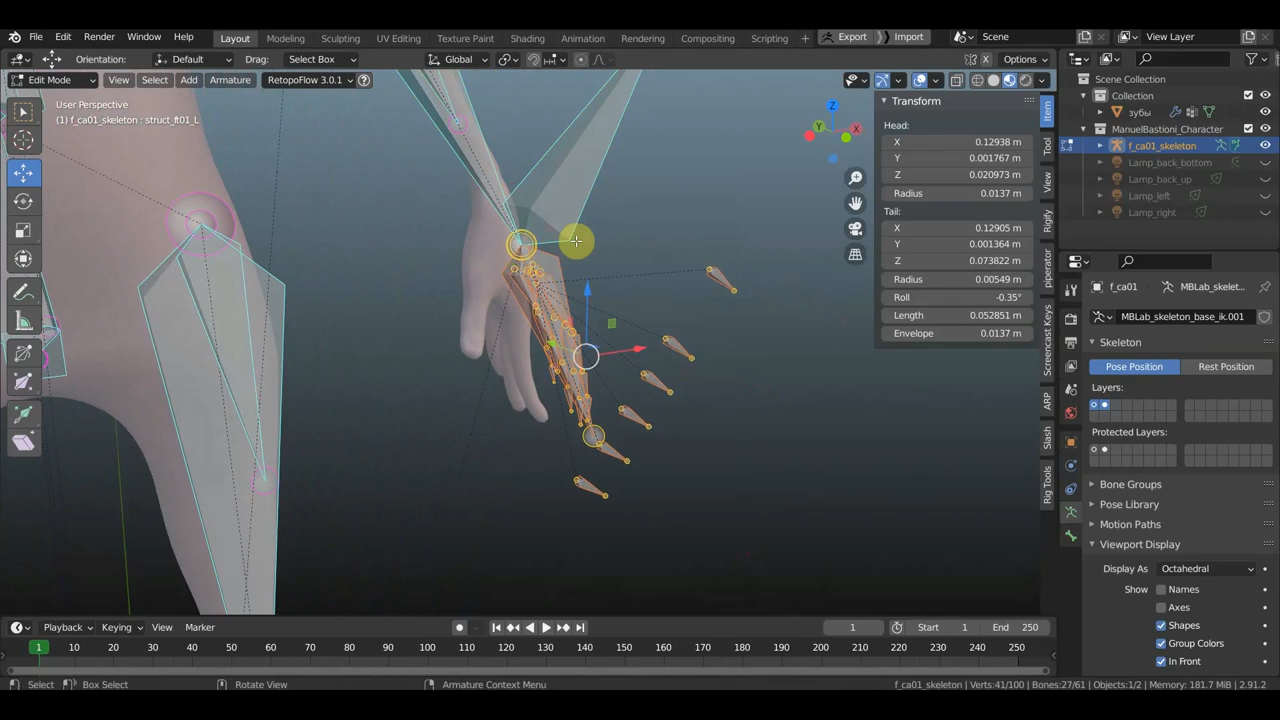 File Edit Render Window Help Layout Modeling Sculpting UV Editing Texture Paint Shading Animation Rendering Compositing Scripting + Export Import Scene View Layer
Orientation: Default Drag: Select Box Global Options
Edit Mode View Select Add Armature RetopoFlow 3.0.1
User Perspective
(1) f_ca01_skeleton : struct_ft01_L
X
Y
Z
Transform
Head:
X 0.12938 m
Y 0.001767 m
Z 0.020973 m
Radius 0.0137 m
Tail:
X 0.12905 m
Y 0.001364 m
Z 0.073822 m
Radius 0.00549 m
Roll -0.35°
Length 0.052851 m
Envelope 0.0137 m
Item
Tool
View
Rigify
piperator
Screencast Keys
ARP
Slash
Rig Tools
Scene Collection
Collection
зубы
ManuelBastioni_Character
f_ca01_skeleton
Lamp_back_bottom
Lamp_back_up
Lamp_left
Lamp_right
f_ca01 MBLab_skelet...
MBLab_skeleton_base_ik.001
Skeleton
Pose Position Rest Position
Layers:
Protected Layers:
Bone Groups
Pose Library
Motion Paths
Viewport Display
Display As Octahedral
Show Names
Axes
Shapes
Group Colors
In Front
Playback Keying View Marker 1 Start 1 End 250
1 10 20 30 40 50 60 70 80 90 100 110 120 130 140 150 160 170 180 190 200 210 220 230 240 250
Select Box Select Rotate View Armature Context Menu f_ca01_skeleton | Verts:41/100 | Bones:27/61 | Objects:1/2 | Memory: 181.7 MiB | 2.91.2